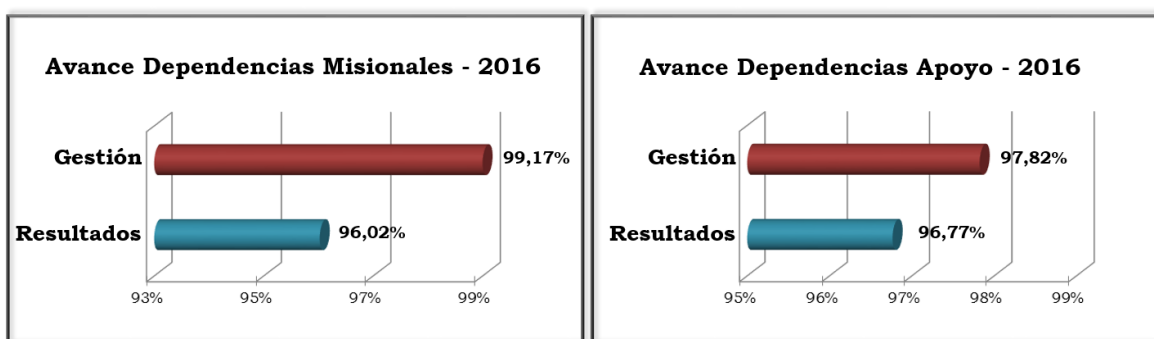 Avance Dependencias Misionales - 2016
Gestión
99,17%
Resultados
96,02%
93% 95% 97% 99%
Avance Dependencias Apoyo - 2016
Gestión
97,82%
Resultados
96,77%
95% 96% 97% 98% 99%